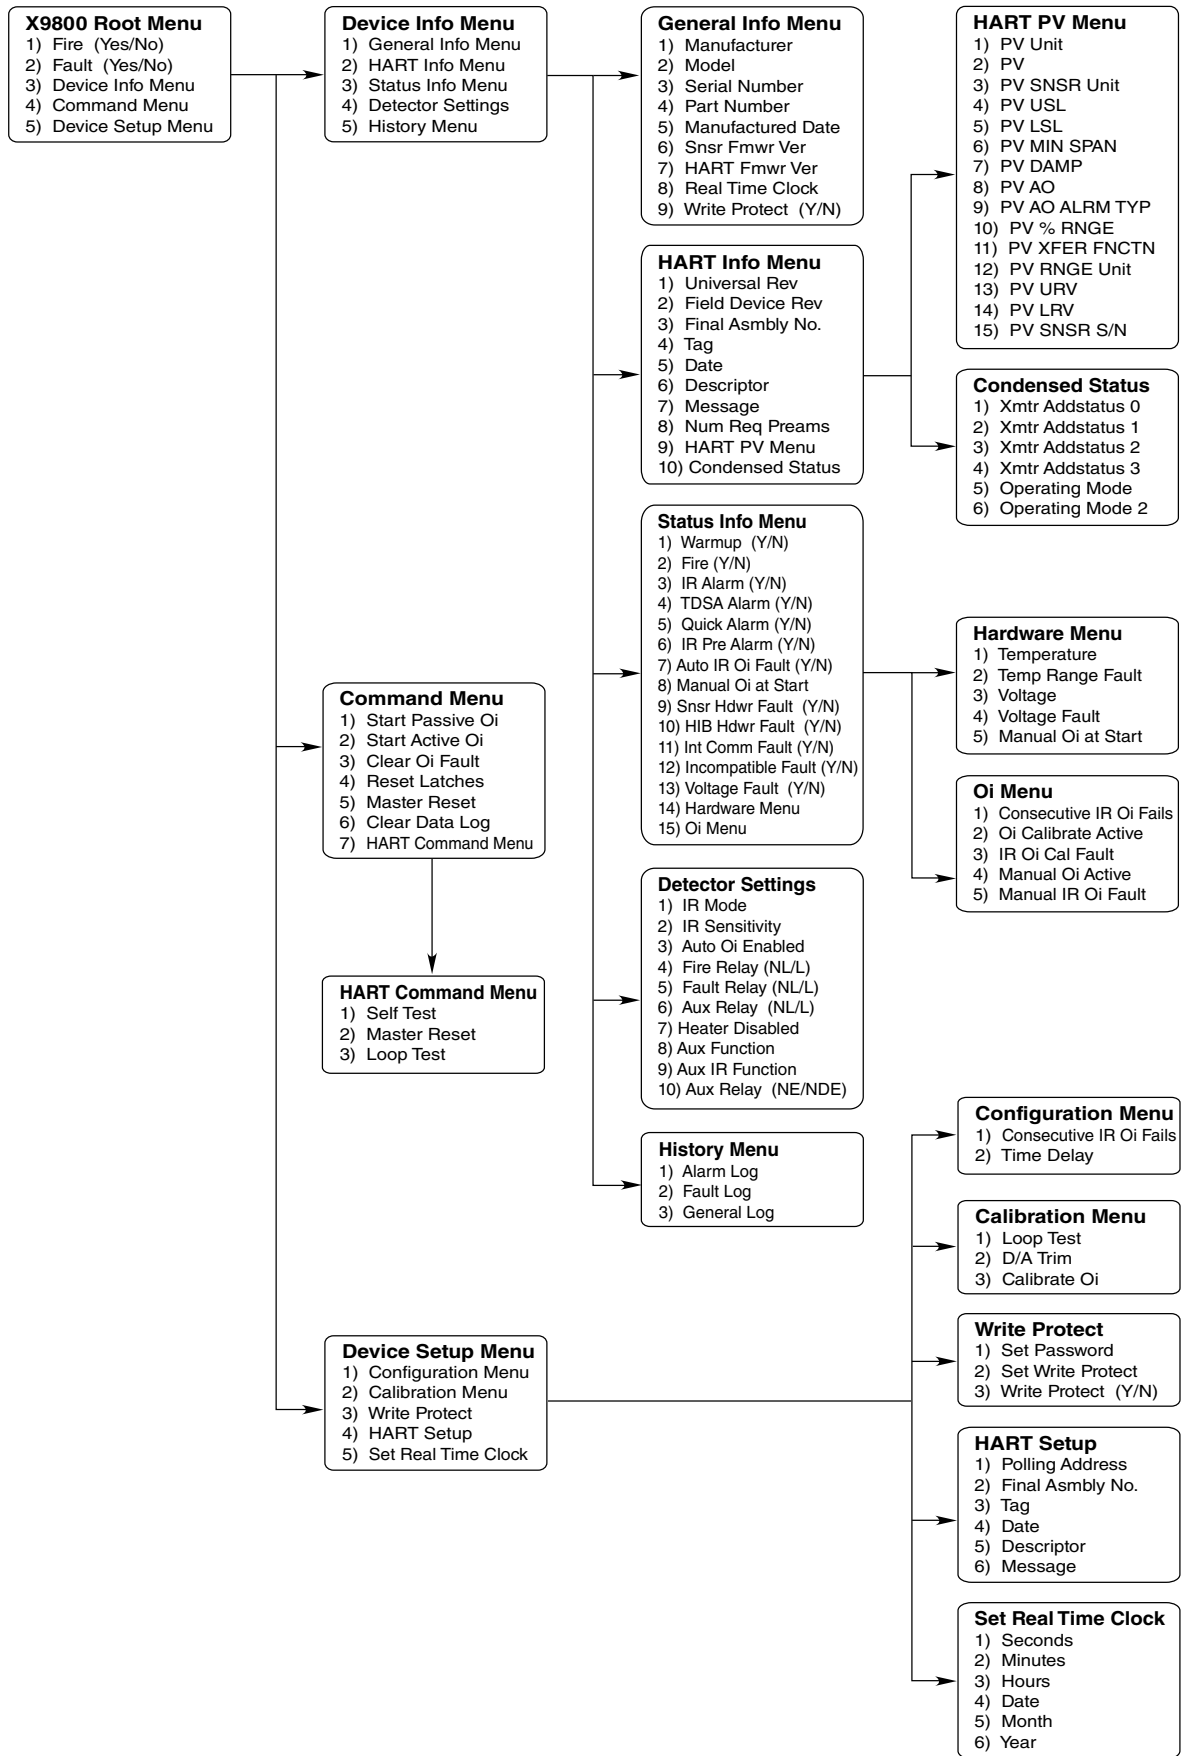 X9800 Root Menu
1) Fire (Yes/No)
2) Fault (Yes/No)
3) Device Info Menu
4) Command Menu
5) Device Setup Menu
Device Info Menu
1) General Info Menu
2) HART Info Menu
3) Status Info Menu
4) Detector Settings
5) History Menu
General Info Menu
1) Manufacturer
2) Model
3) Serial Number
4) Part Number
5) Manufactured Date
6) Snsr Fmwr Ver
7) HART Fmwr Ver
8) Real Time Clock
9) Write Protect (Y/N)
HART PV Menu
1) PV Unit
2) PV
3) PV SNSR Unit
4) PV USL
5) PV LSL
6) PV MIN SPAN
7) PV DAMP
8) PV AO
9) PV AO ALRM TYP
10) PV % RNGE
11) PV XFER FNCTN
12) PV RNGE Unit
13) PV URV
14) PV LRV
15) PV SNSR S/N
HART Info Menu
1) Universal Rev
2) Field Device Rev
3) Final Asmbly No.
4) Tag
5) Date
6) Descriptor
7) Message
8) Num Req Preams
9) HART PV Menu
10) Condensed Status
Condensed Status
1) Xmtr Addstatus 0
2) Xmtr Addstatus 1
3) Xmtr Addstatus 2
4) Xmtr Addstatus 3
5) Operating Mode
6) Operating Mode 2
Status Info Menu
1) Warmup (Y/N)
2) Fire (Y/N)
3) IR Alarm (Y/N)
4) TDSA Alarm (Y/N)
5) Quick Alarm (Y/N)
6) IR Pre Alarm (Y/N)
7) Auto IR Oi Fault (Y/N)
8) Manual Oi at Start
9) Snsr Hdwr Fault (Y/N)
10) HIB Hdwr Fault (Y/N)
11) Int Comm Fault (Y/N)
12) Incompatible Fault (Y/N)
13) Voltage Fault (Y/N)
14) Hardware Menu
15) Oi Menu
Hardware Menu
1) Temperature
2) Temp Range Fault
3) Voltage
4) Voltage Fault
5) Manual Oi at Start
Command Menu
1) Start Passive Oi
2) Start Active Oi
3) Clear Oi Fault
4) Reset Latches
5) Master Reset
6) Clear Data Log
7) HART Command Menu
Oi Menu
1) Consecutive IR Oi Fails
2) Oi Calibrate Active
3) IR Oi Cal Fault
4) Manual Oi Active
5) Manual IR Oi Fault
Detector Settings
1) IR Mode
2) IR Sensitivity
3) Auto Oi Enabled
4) Fire Relay (NL/L)
5) Fault Relay (NL/L)
6) Aux Relay (NL/L)
7) Heater Disabled
8) Aux Function
9) Aux IR Function
10) Aux Relay (NE/NDE)
HART Command Menu
1) Self Test
2) Master Reset
3) Loop Test
History Menu
1) Alarm Log
2) Fault Log
3) General Log
Configuration Menu
1) Consecutive IR Oi Fails
2) Time Delay
Calibration Menu
1) Loop Test
2) D/A Trim
3) Calibrate Oi
Device Setup Menu
1) Configuration Menu
2) Calibration Menu
3) Write Protect
4) HART Setup
5) Set Real Time Clock
Write Protect
1) Set Password
2) Set Write Protect
3) Write Protect (Y/N)
HART Setup
1) Polling Address
2) Final Asmbly No.
3) Tag
4) Date
5) Descriptor
6) Message
Set Real Time Clock
1) Seconds
2) Minutes
3) Hours
4) Date
5) Month
6) Year